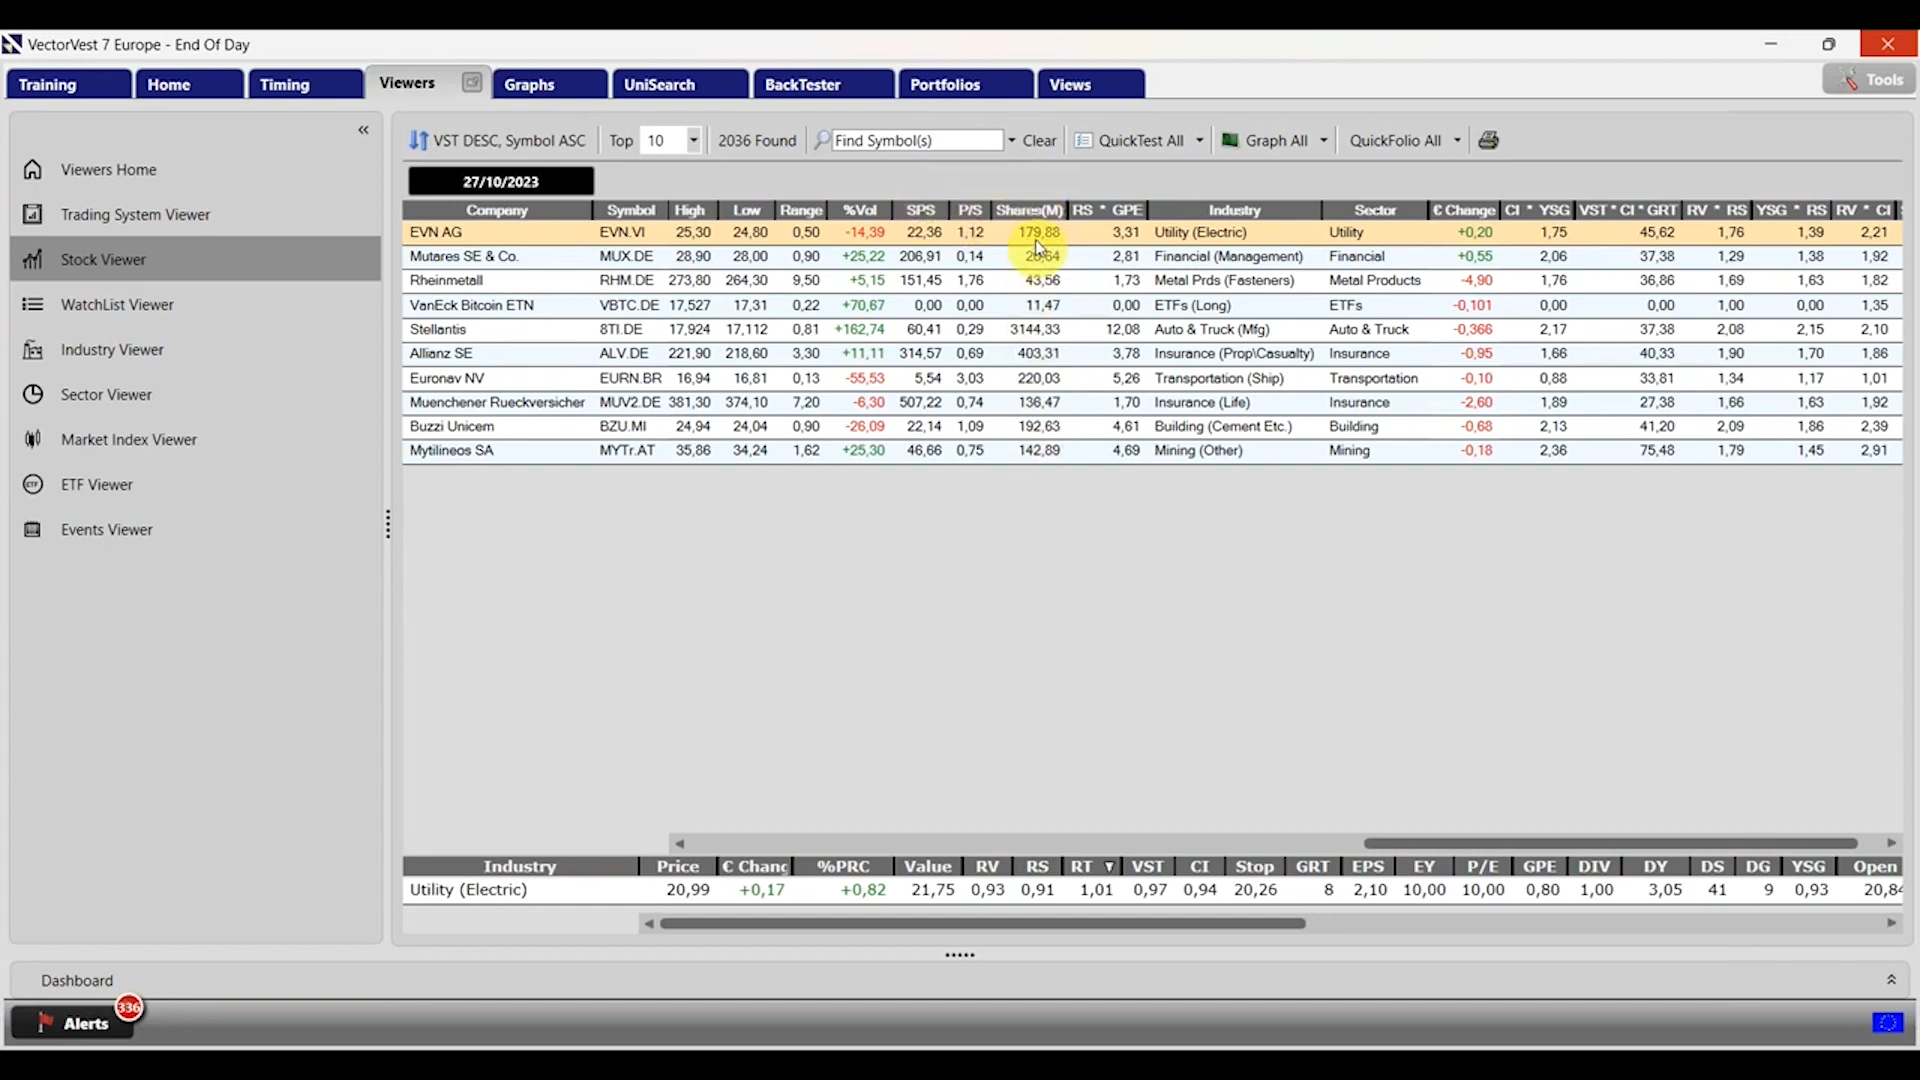 VectorVest 7 Europe - End Of Day
Training Home Timing Viewers Graphs UniSearch BackTester Portfolios Views Tools
VST DESC, Symbol ASC Top 10 2036 Found Find Symbol(s) Clear QuickTest All Graph All QuickFolio All
27/10/2023
Viewers Home
Trading System Viewer
Stock Viewer
WatchList Viewer
Industry Viewer
Sector Viewer
Market Index Viewer
ETF Viewer
Events Viewer
Company Symbol High Low Range %Vol SPS P/S Shares(M) RS * GPE Industry Sector € Change CI * YSG VST * CI * GRT RV * RS YSG * RS RV * CI
EVN AG EVN.VI 25,30 24,80 0,50 -14,39 22,36 1,12 179,88 3,31 Utility (Electric) Utility +0,20 1,75 45,62 1,76 1,39 2,21
Mutares SE & Co. MUX.DE 28,90 28,00 0,90 +25,22 206,91 0,14 2,81 Financial (Management) Financial +0,55 2,06 37,38 1,29 1,38 1,92
Rheinmetall RHM.DE 273,80 264,30 9,50 +5,15 151,45 1,76 43,56 1,73 Metal Prds (Fasteners) Metal Products -4,90 1,76 36,86 1,69 1,63 1,82
VanEck Bitcoin ETN VBTC.DE 17,527 17,31 0,22 +70,67 0,00 0,00 11,47 0,00 ETFs (Long) ETFs -0,101 0,00 0,00 1,00 0,00 1,35
Stellantis 8TI.DE 17,924 17,112 0,81 +162,74 60,41 0,29 3144,33 12,08 Auto & Truck (Mfg) Auto & Truck -0,366 2,17 37,38 2,08 2,15 2,10
Allianz SE ALV.DE 221,90 218,60 3,30 +11,11 314,57 0,69 403,31 3,78 Insurance (Prop\Casualty) Insurance -0,95 1,66 40,33 1,90 1,70 1,86
Euronav NV EURN.BR 16,94 16,81 0,13 -55,53 5,54 3,03 220,03 5,26 Transportation (Ship) Transportation -0,10 0,88 33,81 1,34 1,17 1,01
Muenchener Rueckversicher MUV2.DE 381,30 374,10 7,20 -6,30 507,22 0,74 136,47 1,70 Insurance (Life) Insurance -2,60 1,89 27,38 1,66 1,63 1,92
Buzzi Unicem BZU.MI 24,94 24,04 0,90 -26,09 22,14 1,09 192,63 4,61 Building (Cement Etc.) Building -0,68 2,13 41,20 2,09 1,86 2,39
Mytilineos SA MYTr.AT 35,86 34,24 1,62 +25,30 46,66 0,75 142,89 4,69 Mining (Other) Mining -0,18 2,36 75,48 1,79 1,45 2,91
Industry Price € Chang %PRC Value RV RS RT VST CI Stop GRT EPS EY P/E GPE DIV DY DS DG YSG Open
Utility (Electric) 20,99 +0,17 +0,82 21,75 0,93 0,91 1,01 0,97 0,94 20,26 8 2,10 10,00 10,00 0,80 1,00 3,05 41 9 0,93 20,84
Dashboard
Alerts 336